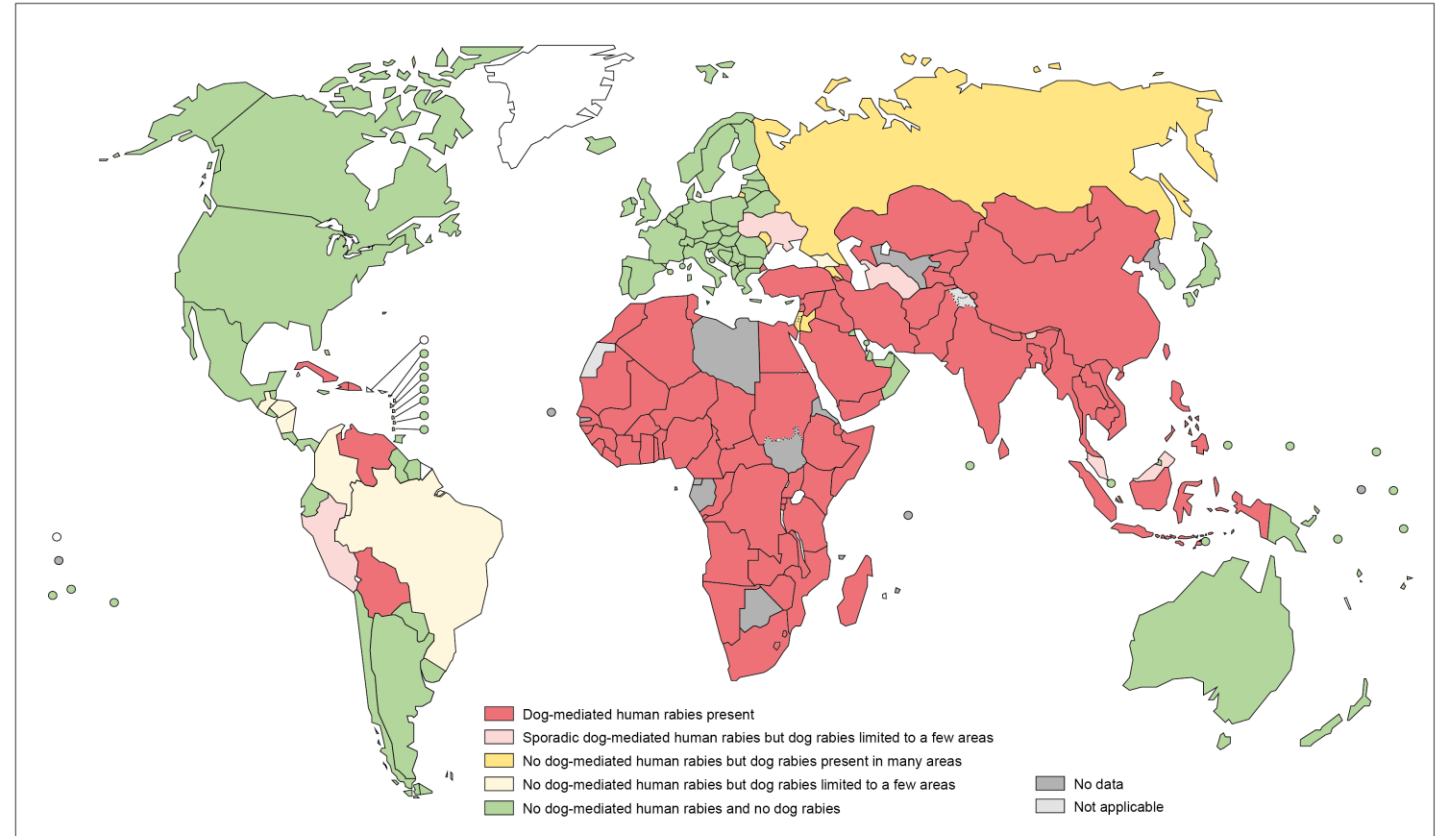 Dog-mediated human rabies present
Sporadic dog-mediated human rabies but dog rabies limited to a few areas
No dog-mediated human rabies but dog rabies present in many areas
No dog-mediated human rabies but dog rabies limited to a few areas
No dog-mediated human rabies and no dog rabies
No data
Not applicable